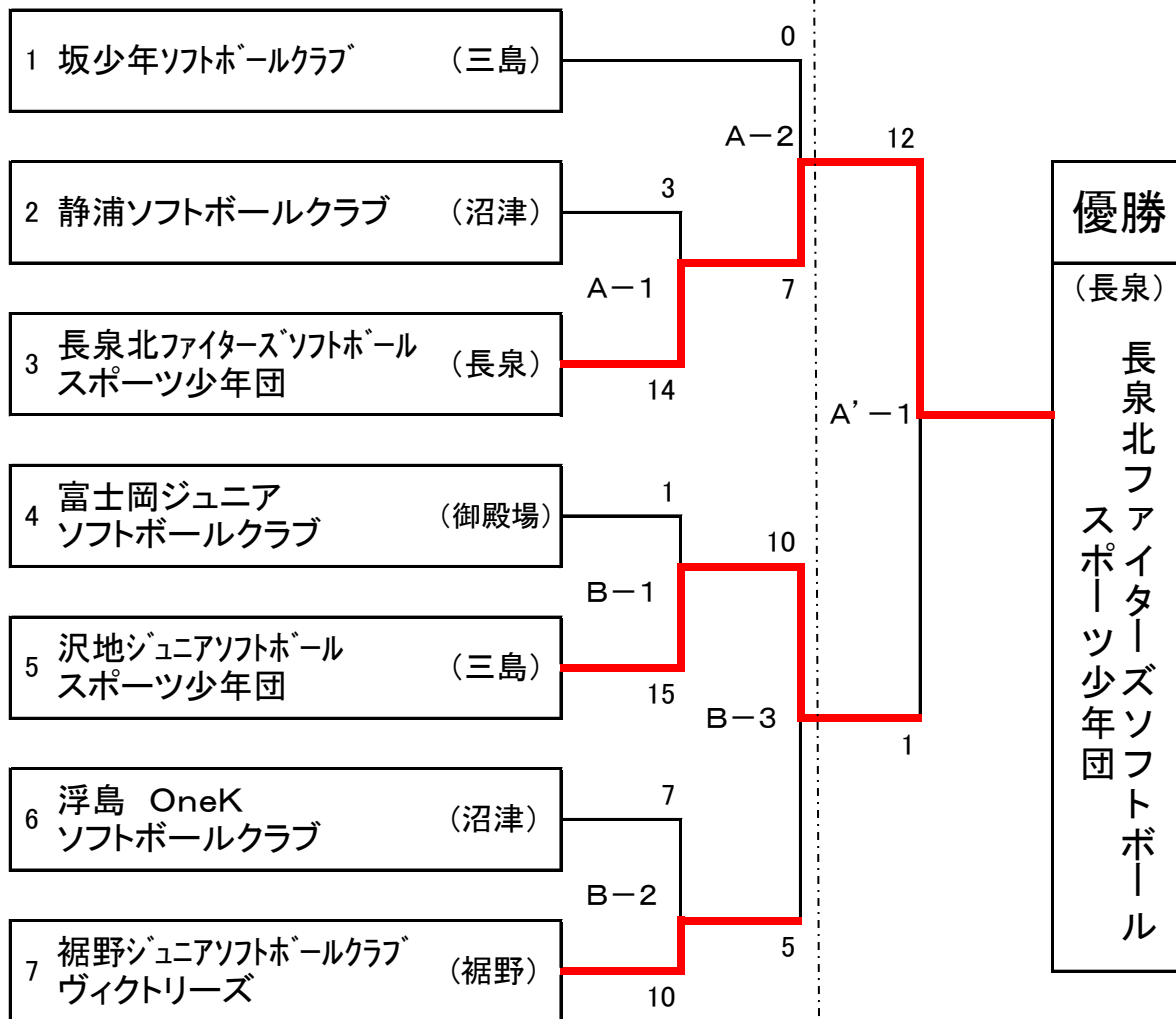 1 坂少年ソフトボールクラブ (三島)
0
A-2
12
2 静浦ソフトボールクラブ (沼津)
3
A-1
7
3 長泉北ファイターズソフトボール
スポーツ少年団 (長泉)
14
A'-1
4 富士岡ジュニア
ソフトボールクラブ (御殿場)
1
10
B-1
5 沢地ジュニアソフトボール
スポーツ少年団 (三島)
15
B-3
1
6 浮島 OneK
ソフトボールクラブ (沼津)
7
B-2
5
7 裾野ジュニアソフトボールクラブ
ヴィクトリーズ (裾野)
10
優勝
(長泉)
長泉北ファイターズソフトボール
スポーツ少年団